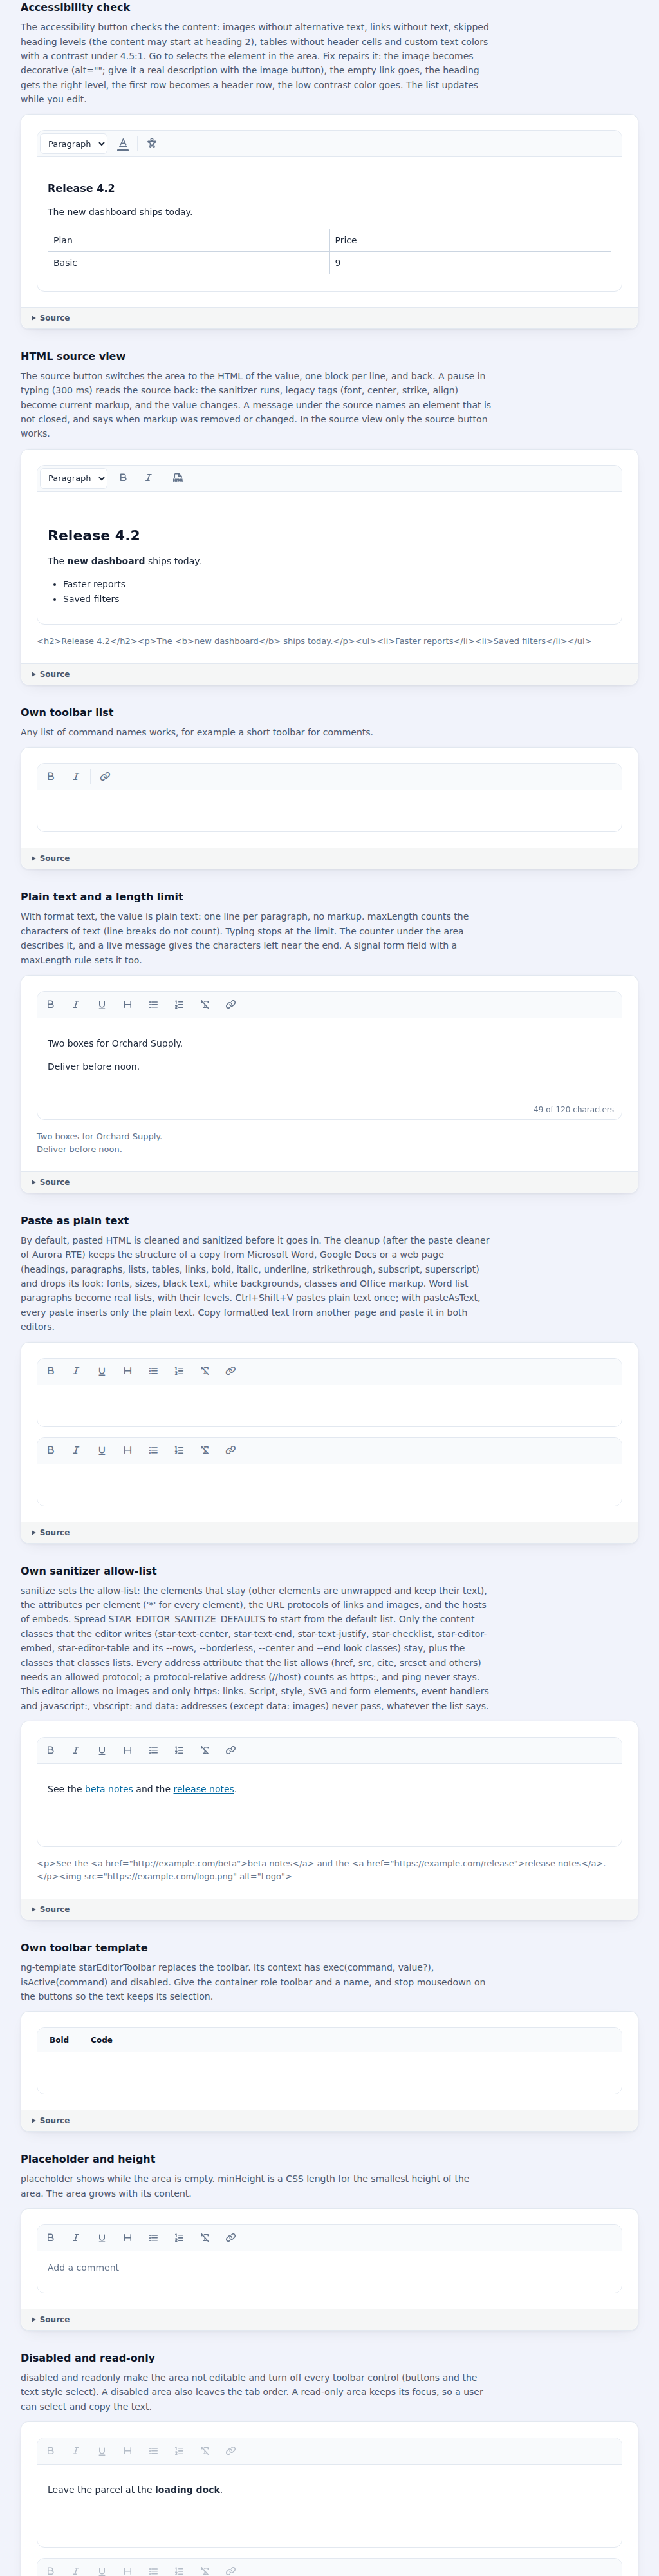 Accessibility check
The accessibility button checks the content: images without alternative text, links without text, skipped
heading levels (the content may start at heading 2), tables without header cells and custom text colors
with a contrast under 4.5:1. Go to selects the element in the area. Fix repairs it: the image becomes
decorative (alt=""; give it a real description with the image button), the empty link goes, the heading
gets the right level, the first row becomes a header row, the low contrast color goes. The list updates
while you edit.
Paragraph
Release 4.2
The new dashboard ships today.
Plan Price
Basic 9
Source
HTML source view
The source button switches the area to the HTML of the value, one block per line, and back. A pause in
typing (300 ms) reads the source back: the sanitizer runs, legacy tags (font, center, strike, align)
become current markup, and the value changes. A message under the source names an element that is
not closed, and says when markup was removed or changed. In the source view only the source button
works.
Paragraph B I HTML
Release 4.2
The new dashboard ships today.
• Faster reports
• Saved filters
<h2>Release 4.2</h2><p>The <b>new dashboard</b> ships today.</p><ul><li>Faster reports</li><li>Saved filters</li></ul>
Source
Own toolbar list
Any list of command names works, for example a short toolbar for comments.
B I
Source
Plain text and a length limit
With format text, the value is plain text: one line per paragraph, no markup. maxLength counts the
characters of text (line breaks do not count). Typing stops at the limit. The counter under the area
describes it, and a live message gives the characters left near the end. A signal form field with a
maxLength rule sets it too.
B I U H
Two boxes for Orchard Supply.
Deliver before noon.
49 of 120 characters
Two boxes for Orchard Supply.
Deliver before noon.
Source
Paste as plain text
By default, pasted HTML is cleaned and sanitized before it goes in. The cleanup (after the paste cleaner
of Aurora RTE) keeps the structure of a copy from Microsoft Word, Google Docs or a web page
(headings, paragraphs, lists, tables, links, bold, italic, underline, strikethrough, subscript, superscript)
and drops its look: fonts, sizes, black text, white backgrounds, classes and Office markup. Word list
paragraphs become real lists, with their levels. Ctrl+Shift+V pastes plain text once; with pasteAsText,
every paste inserts only the plain text. Copy formatted text from another page and paste it in both
editors.
B I U H
B I U H
Source
Own sanitizer allow-list
sanitize sets the allow-list: the elements that stay (other elements are unwrapped and keep their text),
the attributes per element ('*' for every element), the URL protocols of links and images, and the hosts
of embeds. Spread STAR_EDITOR_SANITIZE_DEFAULTS to start from the default list. Only the content
classes that the editor writes (star-text-center, star-text-end, star-text-justify, star-checklist, star-editor-
embed, star-editor-table and its --rows, --borderless, --center and --end look classes) stay, plus the
classes that classes lists. Every address attribute that the list allows (href, src, cite, srcset and others)
needs an allowed protocol; a protocol-relative address (//host) counts as https:, and ping never stays.
This editor allows no images and only https: links. Script, style, SVG and form elements, event handlers
and javascript:, vbscript: and data: addresses (except data: images) never pass, whatever the list says.
B I U H
See the beta notes and the release notes.
<p>See the <a href="http://example.com/beta">beta notes</a> and the <a href="https://example.com/release">release notes</a>.
</p><img src="https://example.com/logo.png" alt="Logo">
Source
Own toolbar template
ng-template starEditorToolbar replaces the toolbar. Its context has exec(command, value?),
isActive(command) and disabled. Give the container role toolbar and a name, and stop mousedown on
the buttons so the text keeps its selection.
Bold Code
Source
Placeholder and height
placeholder shows while the area is empty. minHeight is a CSS length for the smallest height of the
area. The area grows with its content.
B I U H
Add a comment
Source
Disabled and read-only
disabled and readonly make the area not editable and turn off every toolbar control (buttons and the
text style select). A disabled area also leaves the tab order. A read-only area keeps its focus, so a user
can select and copy the text.
B I U H
Leave the parcel at the loading dock.
B I U H